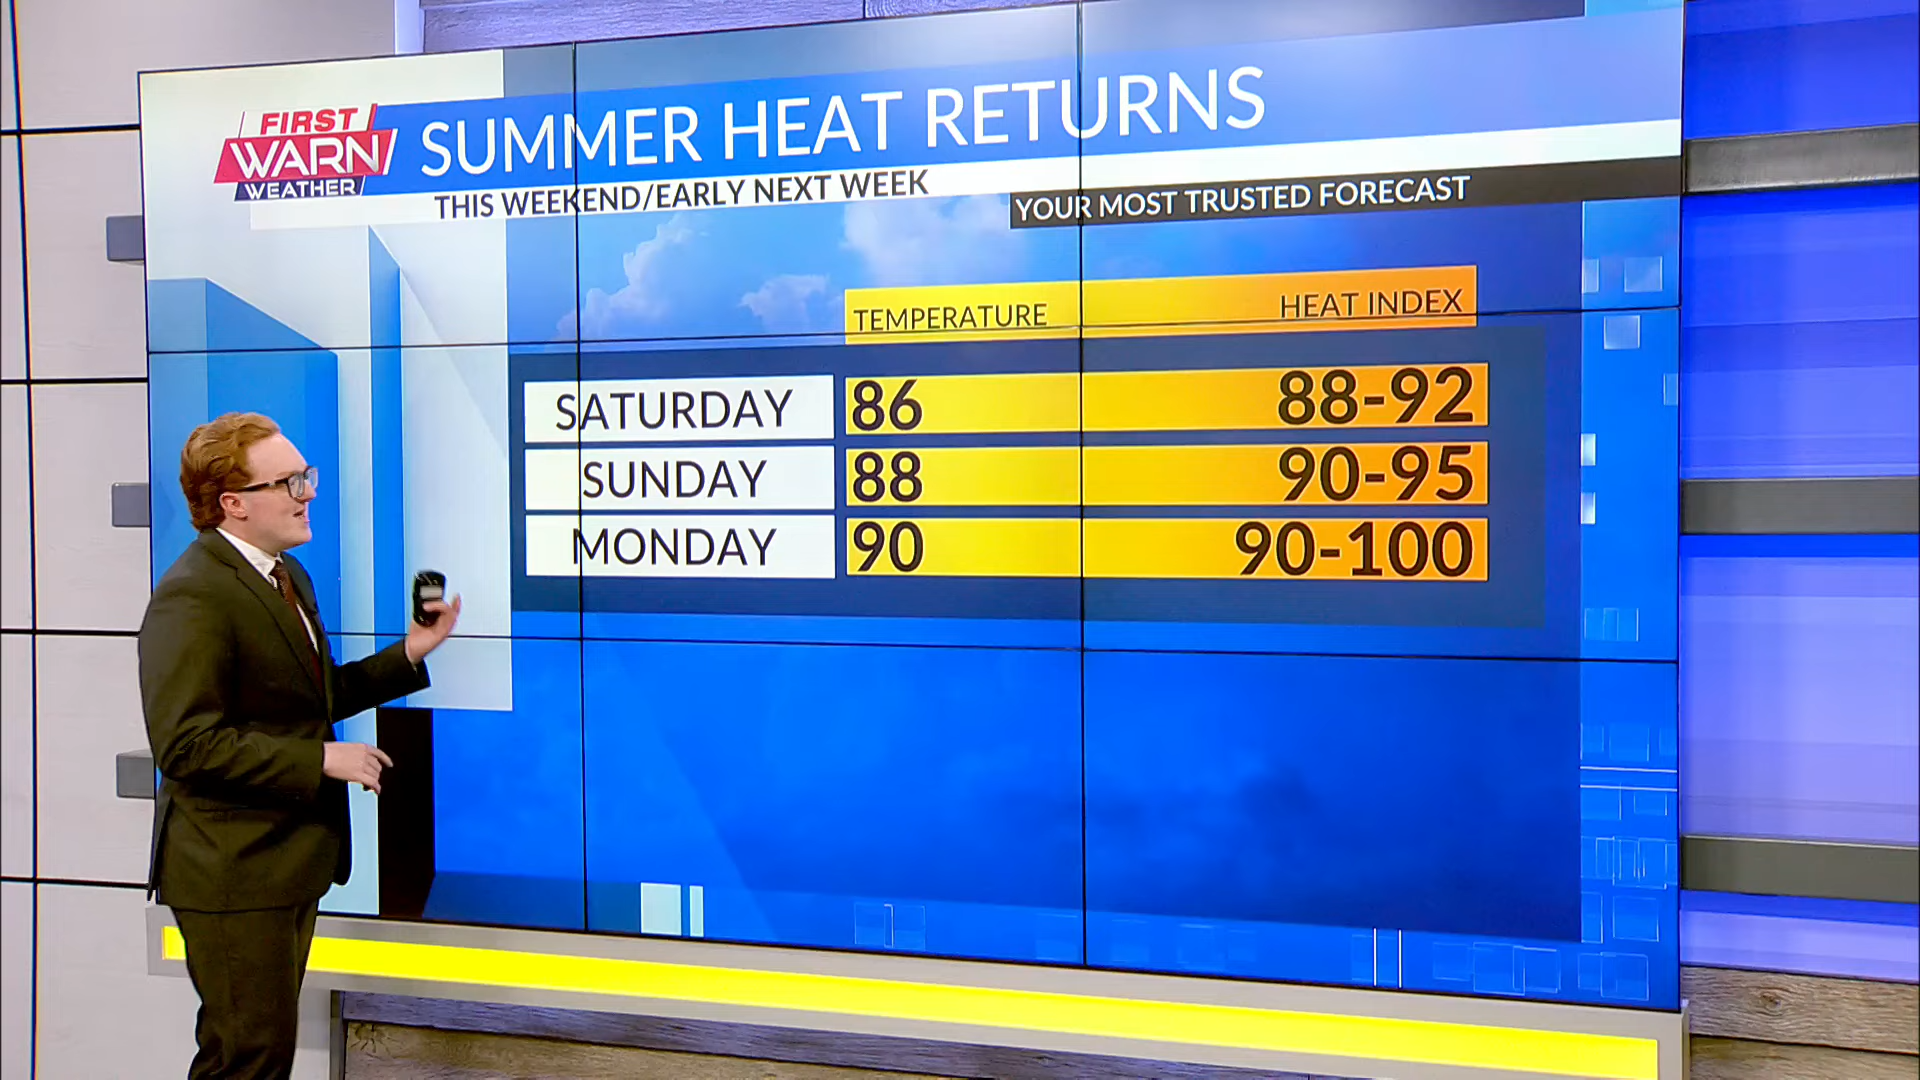 FIRST
WARN
WEATHER
SUMMER HEAT RETURNS
THIS WEEKEND/EARLY NEXT WEEK
YOUR MOST TRUSTED FORECAST
TEMPERATURE HEAT INDEX
SATURDAY 86 88-92
SUNDAY 88 90-95
MONDAY 90 90-100